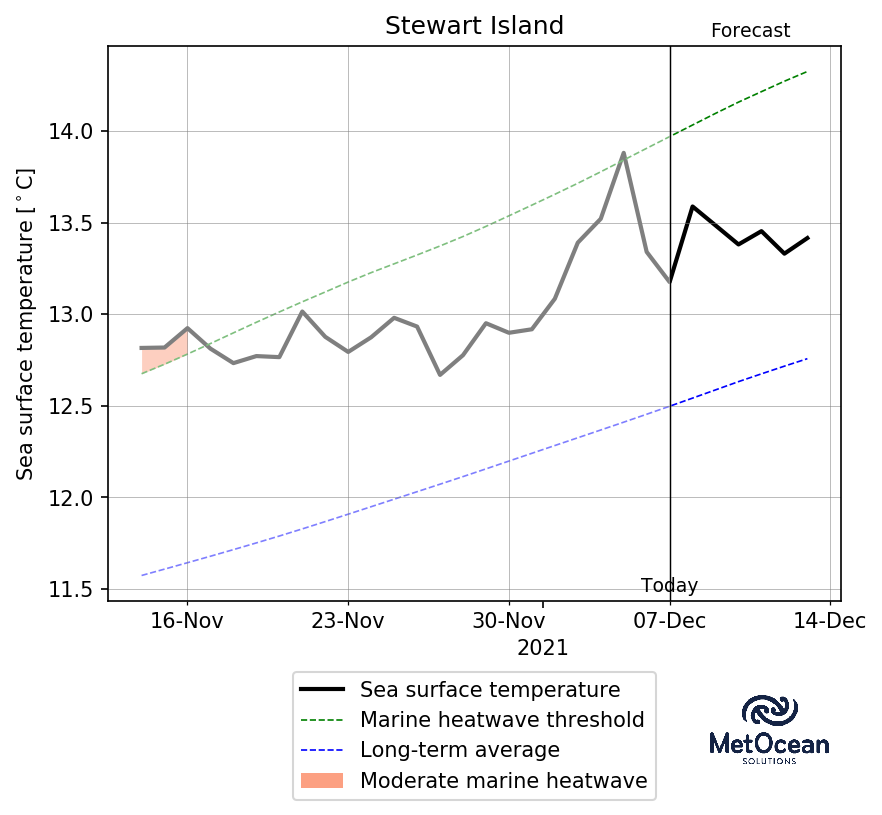 Stewart Island
Forecast
Sea surface temperature [°C]
14.0
13.5
13.0
12.5
12.0
11.5
Today
16-Nov
23-Nov
30-Nov
07-Dec
14-Dec
2021
Sea surface temperature
Marine heatwave threshold
Long-term average
Moderate marine heatwave
MetOcean
SOLUTIONS